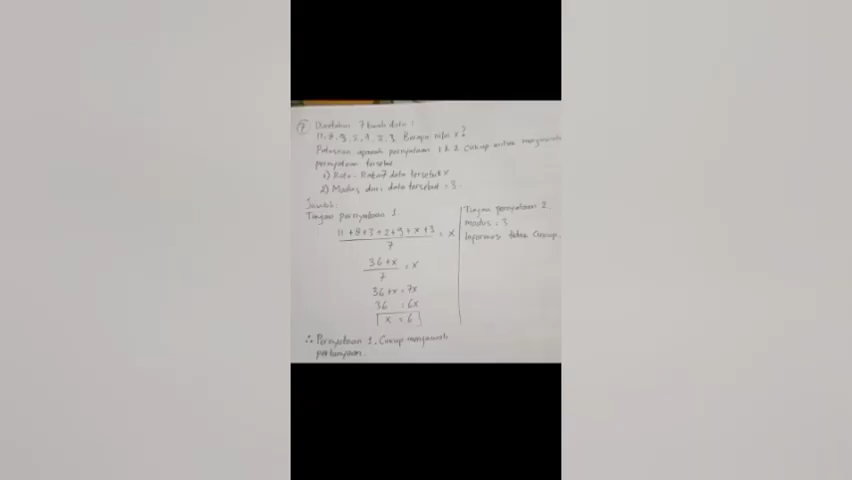 7 Diketahui 7 buah data :
11, 8, 3, 2, 9, x, 3. Berapa nilai x?
Putuskan apakah pernyataan 1 & 2 cukup untuk menjawab
pernyataan tersebut
1) Rata-Rata 7 data tersebut x
2) Modus dari data tersebut = 3
Jawab:
Tinjau pernyataan 1
11 + 8 + 3 + 2 + 9 + x + 3 = x
7
36 + x = x
7
36 + x = 7x
36 = 6x
x = 6
∴ Pernyataan 1. Cukup menjawab
pertanyaan.
Tinjau pernyataan 2.
modus = 3
Informasi tidak Cukup.